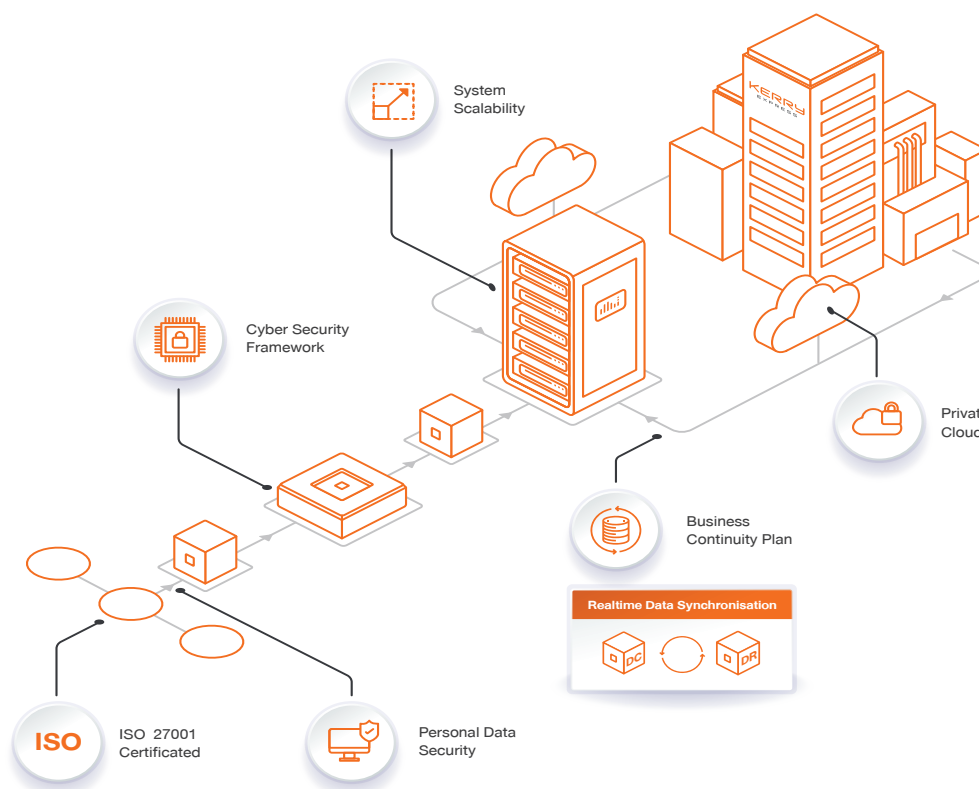 System
Scalability
KERRY
EXPRESS
Cyber Security
Framework
Privat
Cloud
Business
Continuity Plan
Realtime Data Synchronisation
DC
DR
ISO
ISO 27001
Certificated
Personal Data
Security